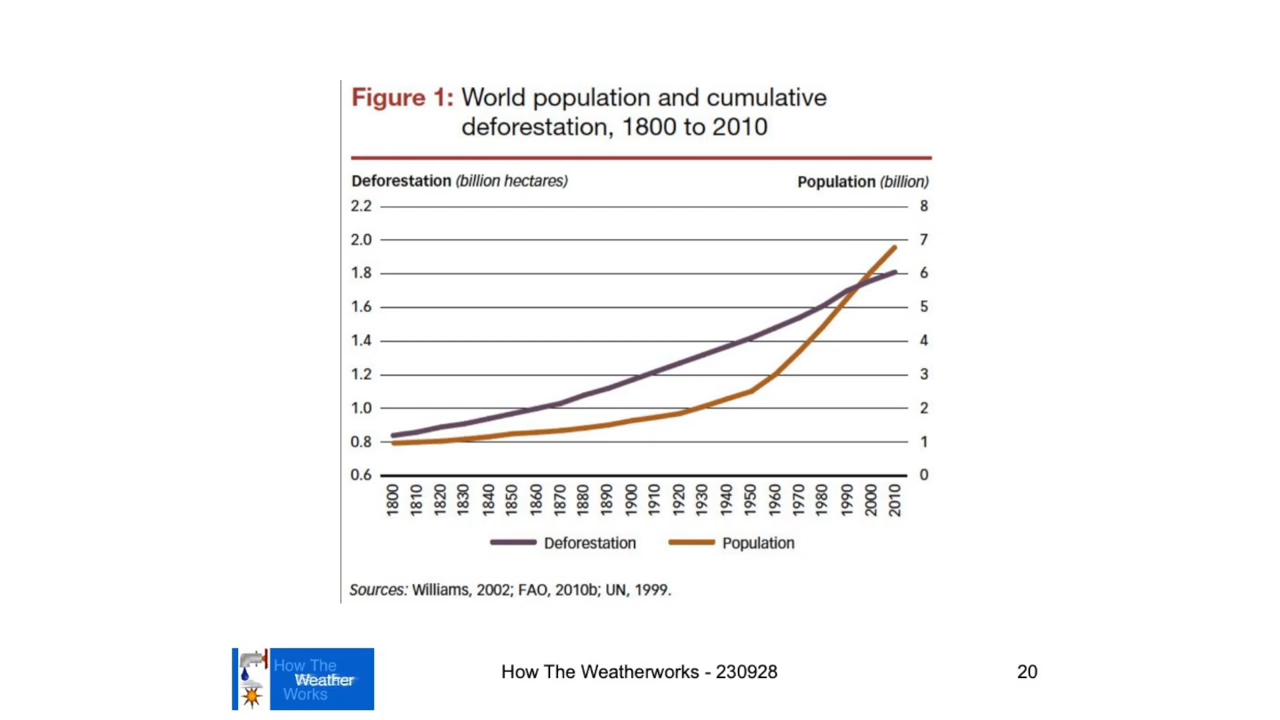 Figure 1: World population and cumulative
deforestation, 1800 to 2010
Deforestation (billion hectares) Population (billion)
2.2 8
2.0 7
1.8 6
1.6 5
1.4 4
1.2 3
1.0 2
0.8 1
0.6 0
1800 1810 1820 1830 1840 1850 1860 1870 1880 1890 1900 1910 1920 1930 1940 1950 1960 1970 1980 1990 2000 2010
Deforestation Population
Sources: Williams, 2002; FAO, 2010b; UN, 1999.
How The
Weather
Works
How The Weatherworks - 230928 20